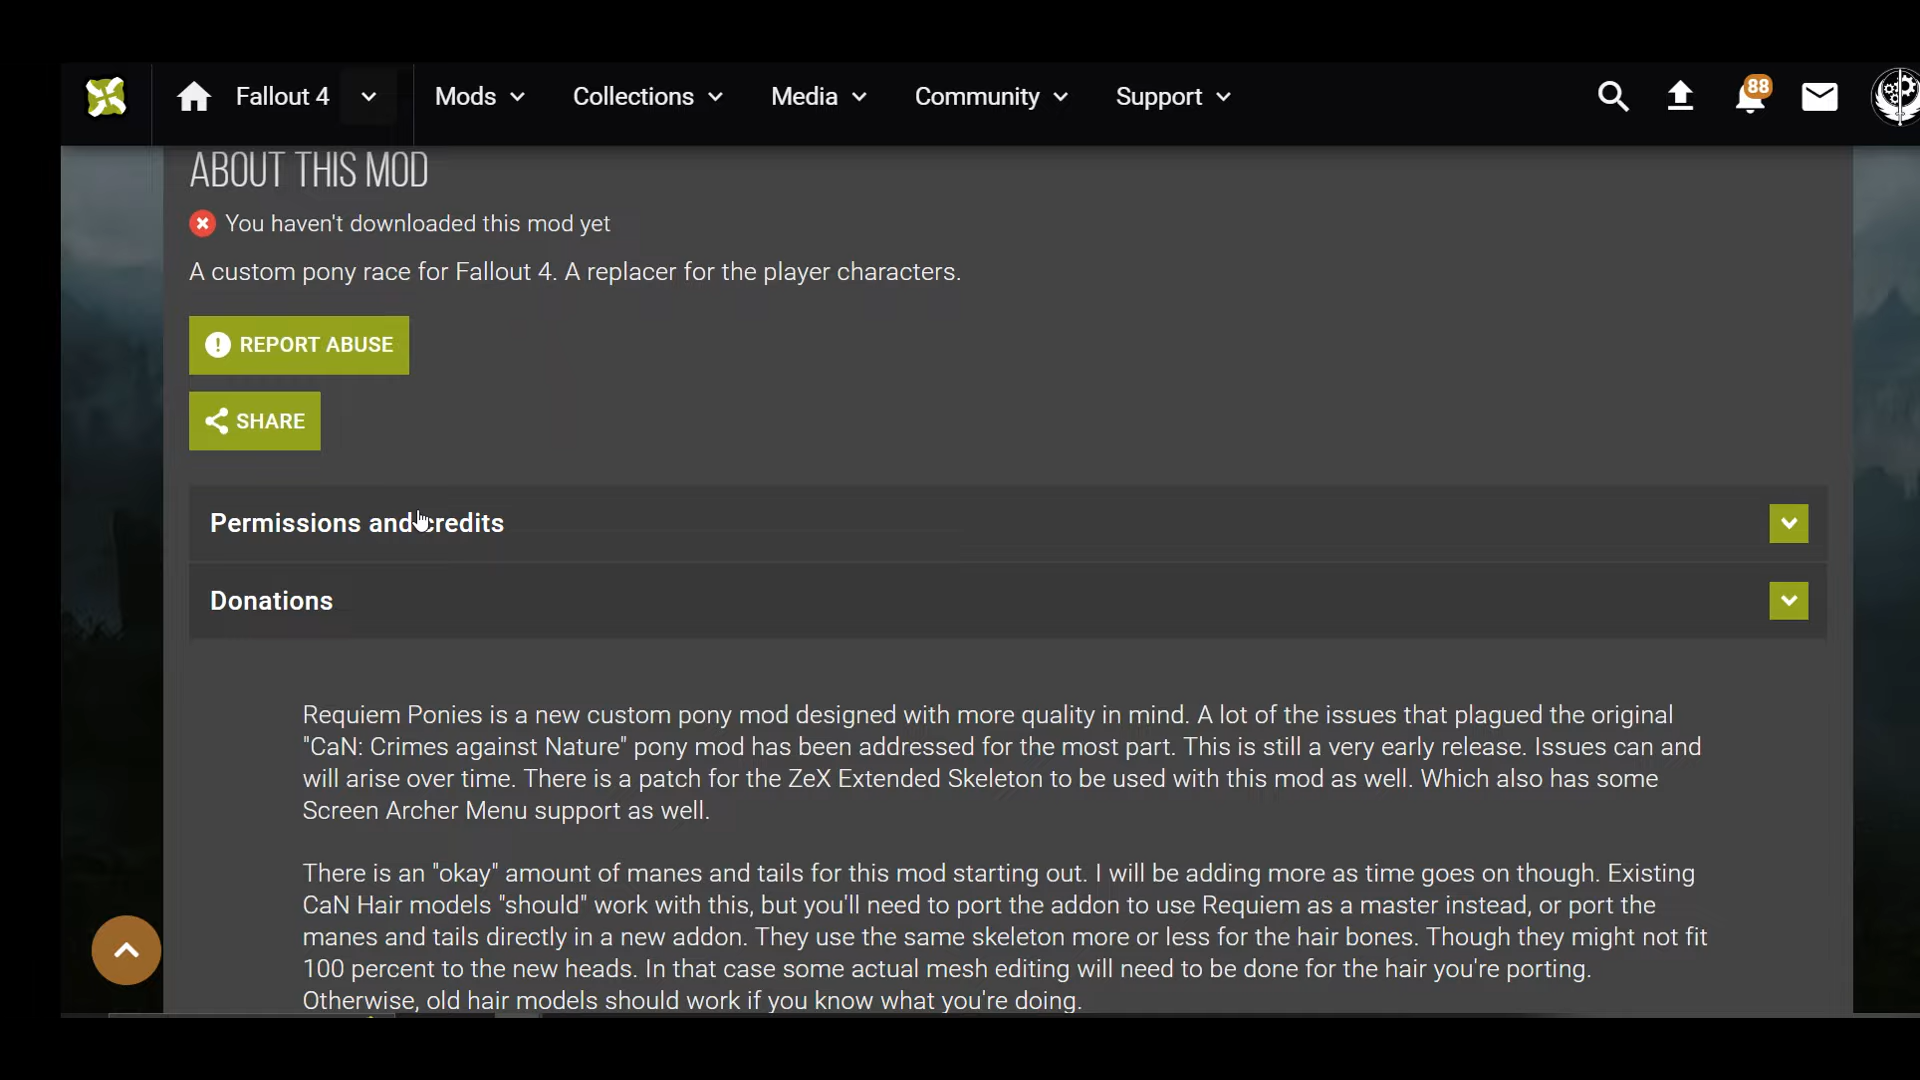 Fallout 4
Mods
Collections
Media
Community
Support
88
ABOUT THIS MOD
You haven't downloaded this mod yet
A custom pony race for Fallout 4. A replacer for the player characters.
REPORT ABUSE
SHARE
Permissions and credits
Donations
Requiem Ponies is a new custom pony mod designed with more quality in mind. A lot of the issues that plagued the original
"CaN: Crimes against Nature" pony mod has been addressed for the most part. This is still a very early release. Issues can and
will arise over time. There is a patch for the ZeX Extended Skeleton to be used with this mod as well. Which also has some
Screen Archer Menu support as well.
There is an "okay" amount of manes and tails for this mod starting out. I will be adding more as time goes on though. Existing
CaN Hair models "should" work with this, but you'll need to port the addon to use Requiem as a master instead, or port the
manes and tails directly in a new addon. They use the same skeleton more or less for the hair bones. Though they might not fit
100 percent to the new heads. In that case some actual mesh editing will need to be done for the hair you're porting.
Otherwise, old hair models should work if you know what you're doing.